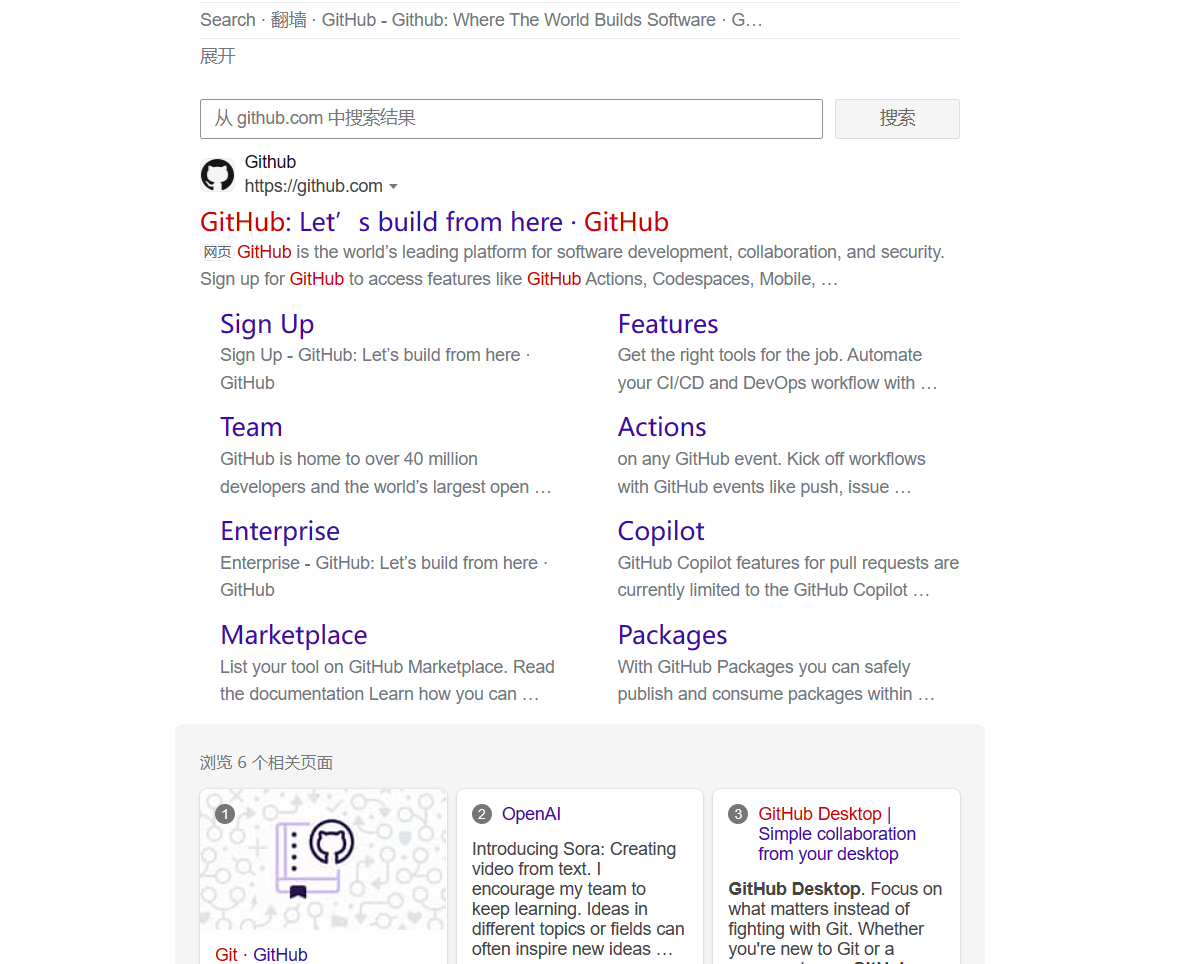 Search · 翻墙 · GitHub - Github: Where The World Builds Software · G…
展开
从 github.com 中搜索结果
搜索
Github
https://github.com
GitHub: Let’s build from here · GitHub
网页 GitHub is the world’s leading platform for software development, collaboration, and security.
Sign up for GitHub to access features like GitHub Actions, Codespaces, Mobile, …
Sign Up
Sign Up - GitHub: Let’s build from here ·
GitHub
Features
Get the right tools for the job. Automate
your CI/CD and DevOps workflow with …
Team
GitHub is home to over 40 million
developers and the world’s largest open …
Actions
on any GitHub event. Kick off workflows
with GitHub events like push, issue …
Enterprise
Enterprise - GitHub: Let’s build from here ·
GitHub
Copilot
GitHub Copilot features for pull requests are
currently limited to the GitHub Copilot …
Marketplace
List your tool on GitHub Marketplace. Read
the documentation Learn how you can …
Packages
With GitHub Packages you can safely
publish and consume packages within …
浏览 6 个相关页面
1
Git · GitHub
2 OpenAI
Introducing Sora: Creating
video from text. I
encourage my team to
keep learning. Ideas in
different topics or fields can
often inspire new ideas …
3 GitHub Desktop |
Simple collaboration
from your desktop
GitHub Desktop. Focus on
what matters instead of
fighting with Git. Whether
you're new to Git or a